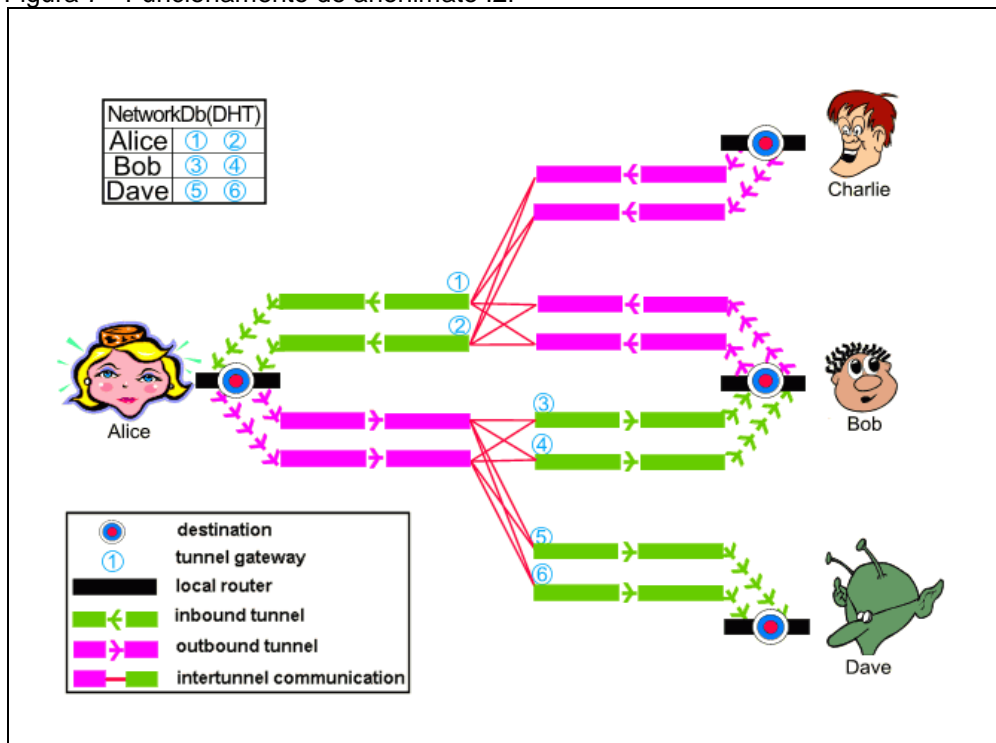 NetworkDb(DHT)
Alice ① ②
Bob ③ ④
Dave ⑤ ⑥
Charlie
①
②
Alice
③
④
Bob
⑤
⑥
Dave
destination
① tunnel gateway
local router
inbound tunnel
outbound tunnel
intertunnel communication